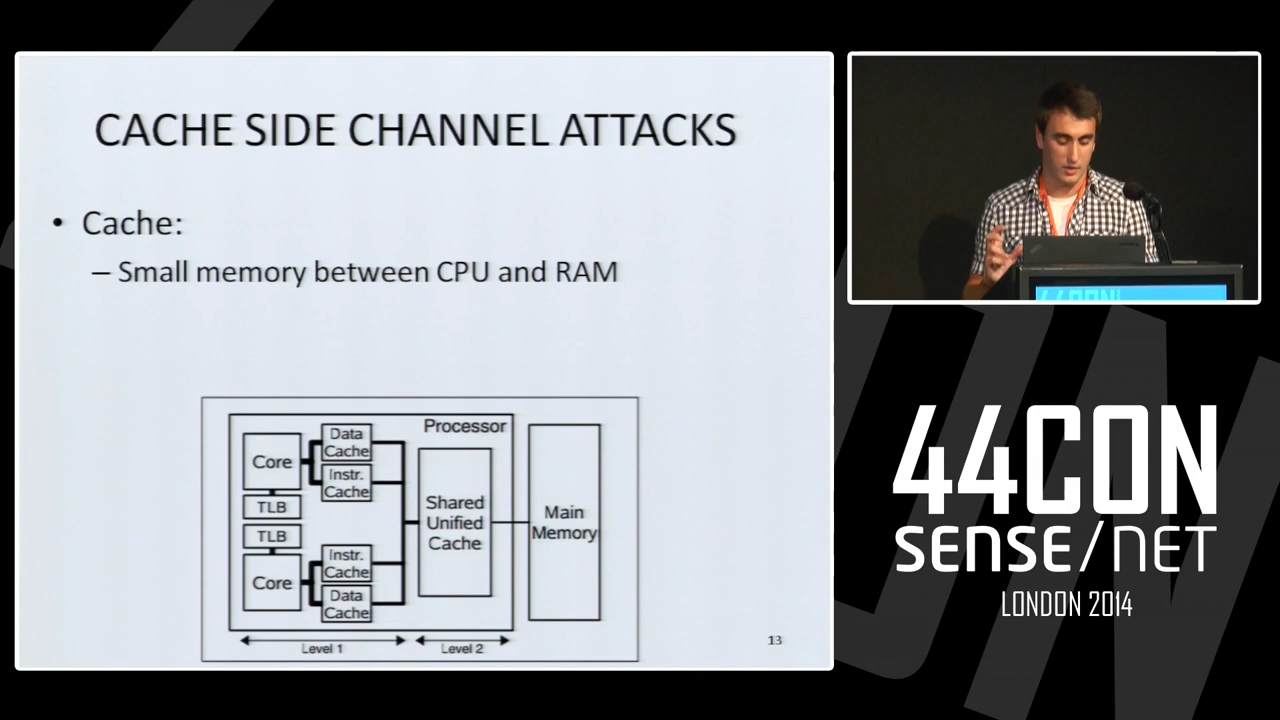 CACHE SIDE CHANNEL ATTACKS
• Cache:
– Small memory between CPU and RAM
Processor
Core
Data
Cache
Instr.
Cache
TLB
TLB
Core
Instr.
Cache
Data
Cache
Shared
Unified
Cache
Main
Memory
Level 1
Level 2
13
44CON
44CON
SENSE/NET
LONDON 2014